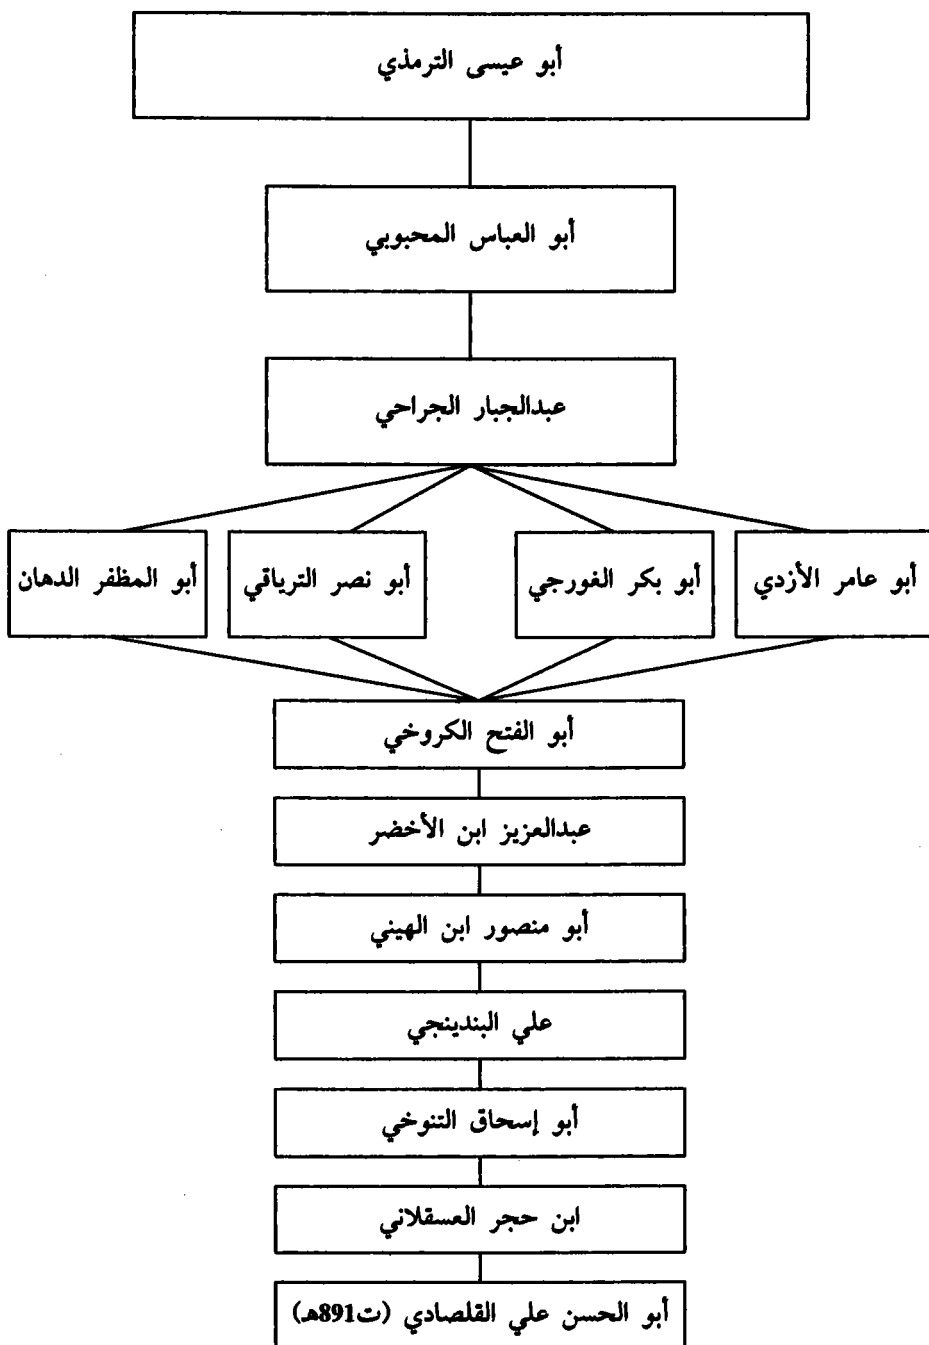 أبو عيسى الترمذي
أبو العباس المحبوبي
عبدالجبار الجراحي
أبو عامر الأزدي
أبو بكر الغورجي
أبو نصر الترياقي
أبو المظفر الدهان
أبو الفتح الكروخي
عبدالعزيز ابن الأخضر
أبو منصور ابن الهيني
علي البندينجي
أبو إسحاق التنوخي
ابن حجر العسقلاني
أبو الحسن علي القلصادي (ت891هـ)